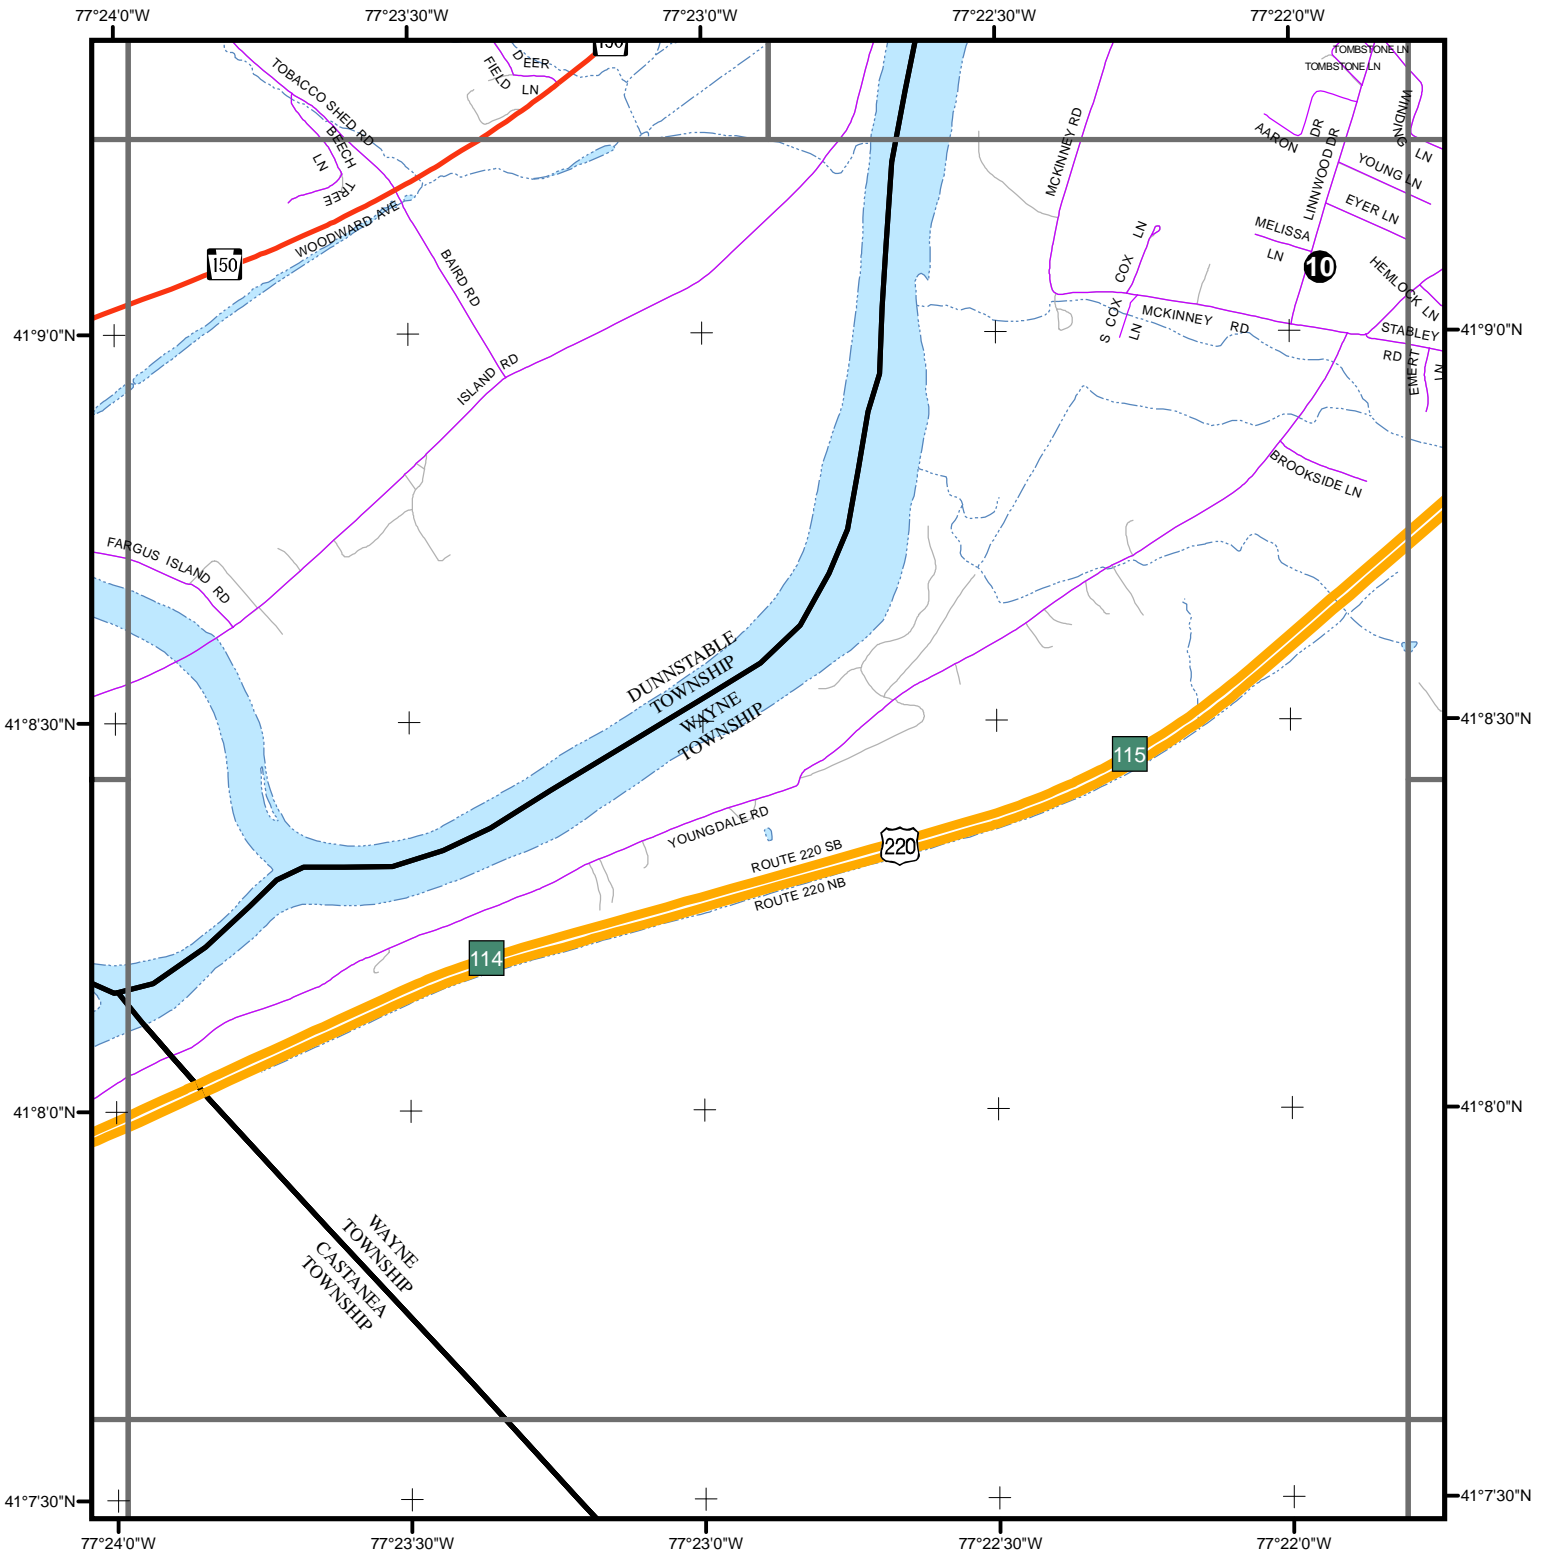 77°24'0"W
77°23'30"W
77°23'0"W
77°22'30"W
77°22'0"W
150
TOMBSTONE LN
TOMBSTONE LN
DEER
FIELD
LN
TOBACCO SHED RD
BEECH
TREE
LN
WINDING
LN
AARON
DR
LINNWOOD DR
MCKINNEY RD
YOUNG LN
EYER LN
MELISSA
LN
10
WOODWARD AVE
150
BAIRD RD
COX
LN
S COX
LN
HEMLOCK LN
MCKINNEY RD
STABLEY
RD
EMERT
LN
41°9'0"N
41°9'0"N
ISLAND RD
BROOKSIDE LN
FARGUS ISLAND RD
DUNNSTABLE
TOWNSHIP
WAYNE
TOWNSHIP
41°8'30"N
41°8'30"N
115
YOUNGDALE RD
ROUTE 220 SB
220
ROUTE 220 NB
114
41°8'0"N
41°8'0"N
WAYNE
TOWNSHIP
CASTANEA
TOWNSHIP
41°7'30"N
41°7'30"N
77°24'0"W
77°23'30"W
77°23'0"W
77°22'30"W
77°22'0"W